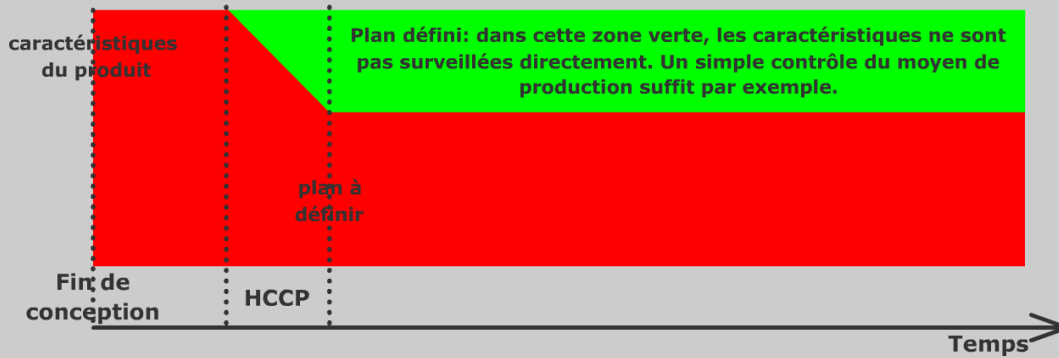 caractéristiques
du produit
Plan défini: dans cette zone verte, les caractéristiques ne sont
pas surveillées directement. Un simple contrôle du moyen de
production suffit par exemple.
plan à
définir
Fin de
conception
HCCP
Temps